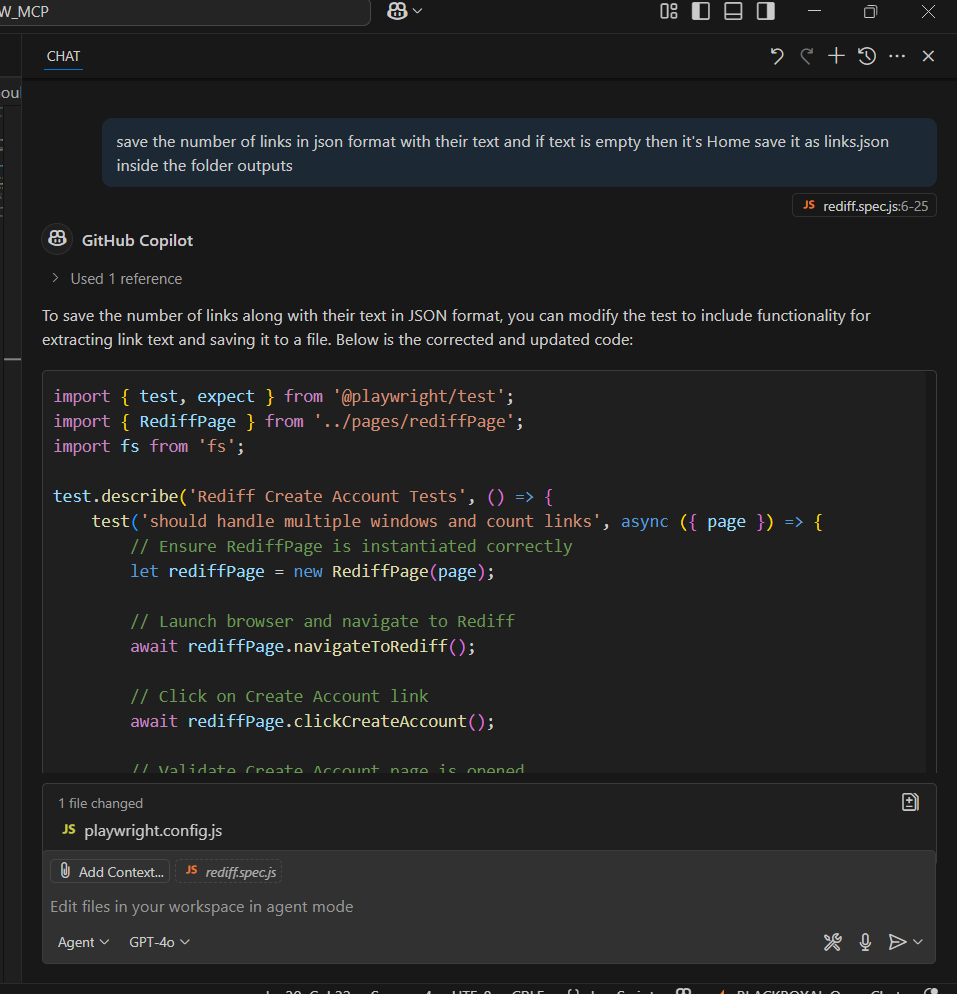 W_MCP
CHAT
oul
save the number of links in json format with their text and if text is empty then it's Home save it as links.json
inside the folder outputs
JS rediff.spec.js:6-25
GitHub Copilot
Used 1 reference
To save the number of links along with their text in JSON format, you can modify the test to include functionality for
extracting link text and saving it to a file. Below is the corrected and updated code:
import { test, expect } from '@playwright/test';
import { RediffPage } from '../pages/rediffPage';
import fs from 'fs';
test.describe('Rediff Create Account Tests', () => {
test('should handle multiple windows and count links', async ({ page }) => {
// Ensure RediffPage is instantiated correctly
let rediffPage = new RediffPage(page);
// Launch browser and navigate to Rediff
await rediffPage.navigateToRediff();
// Click on Create Account link
await rediffPage.clickCreateAccount();
// Validate Create Account page is opened
1 file changed
JS playwright.config.js
Add Context... JS rediff.spec.js
Edit files in your workspace in agent mode
Agent GPT-4o